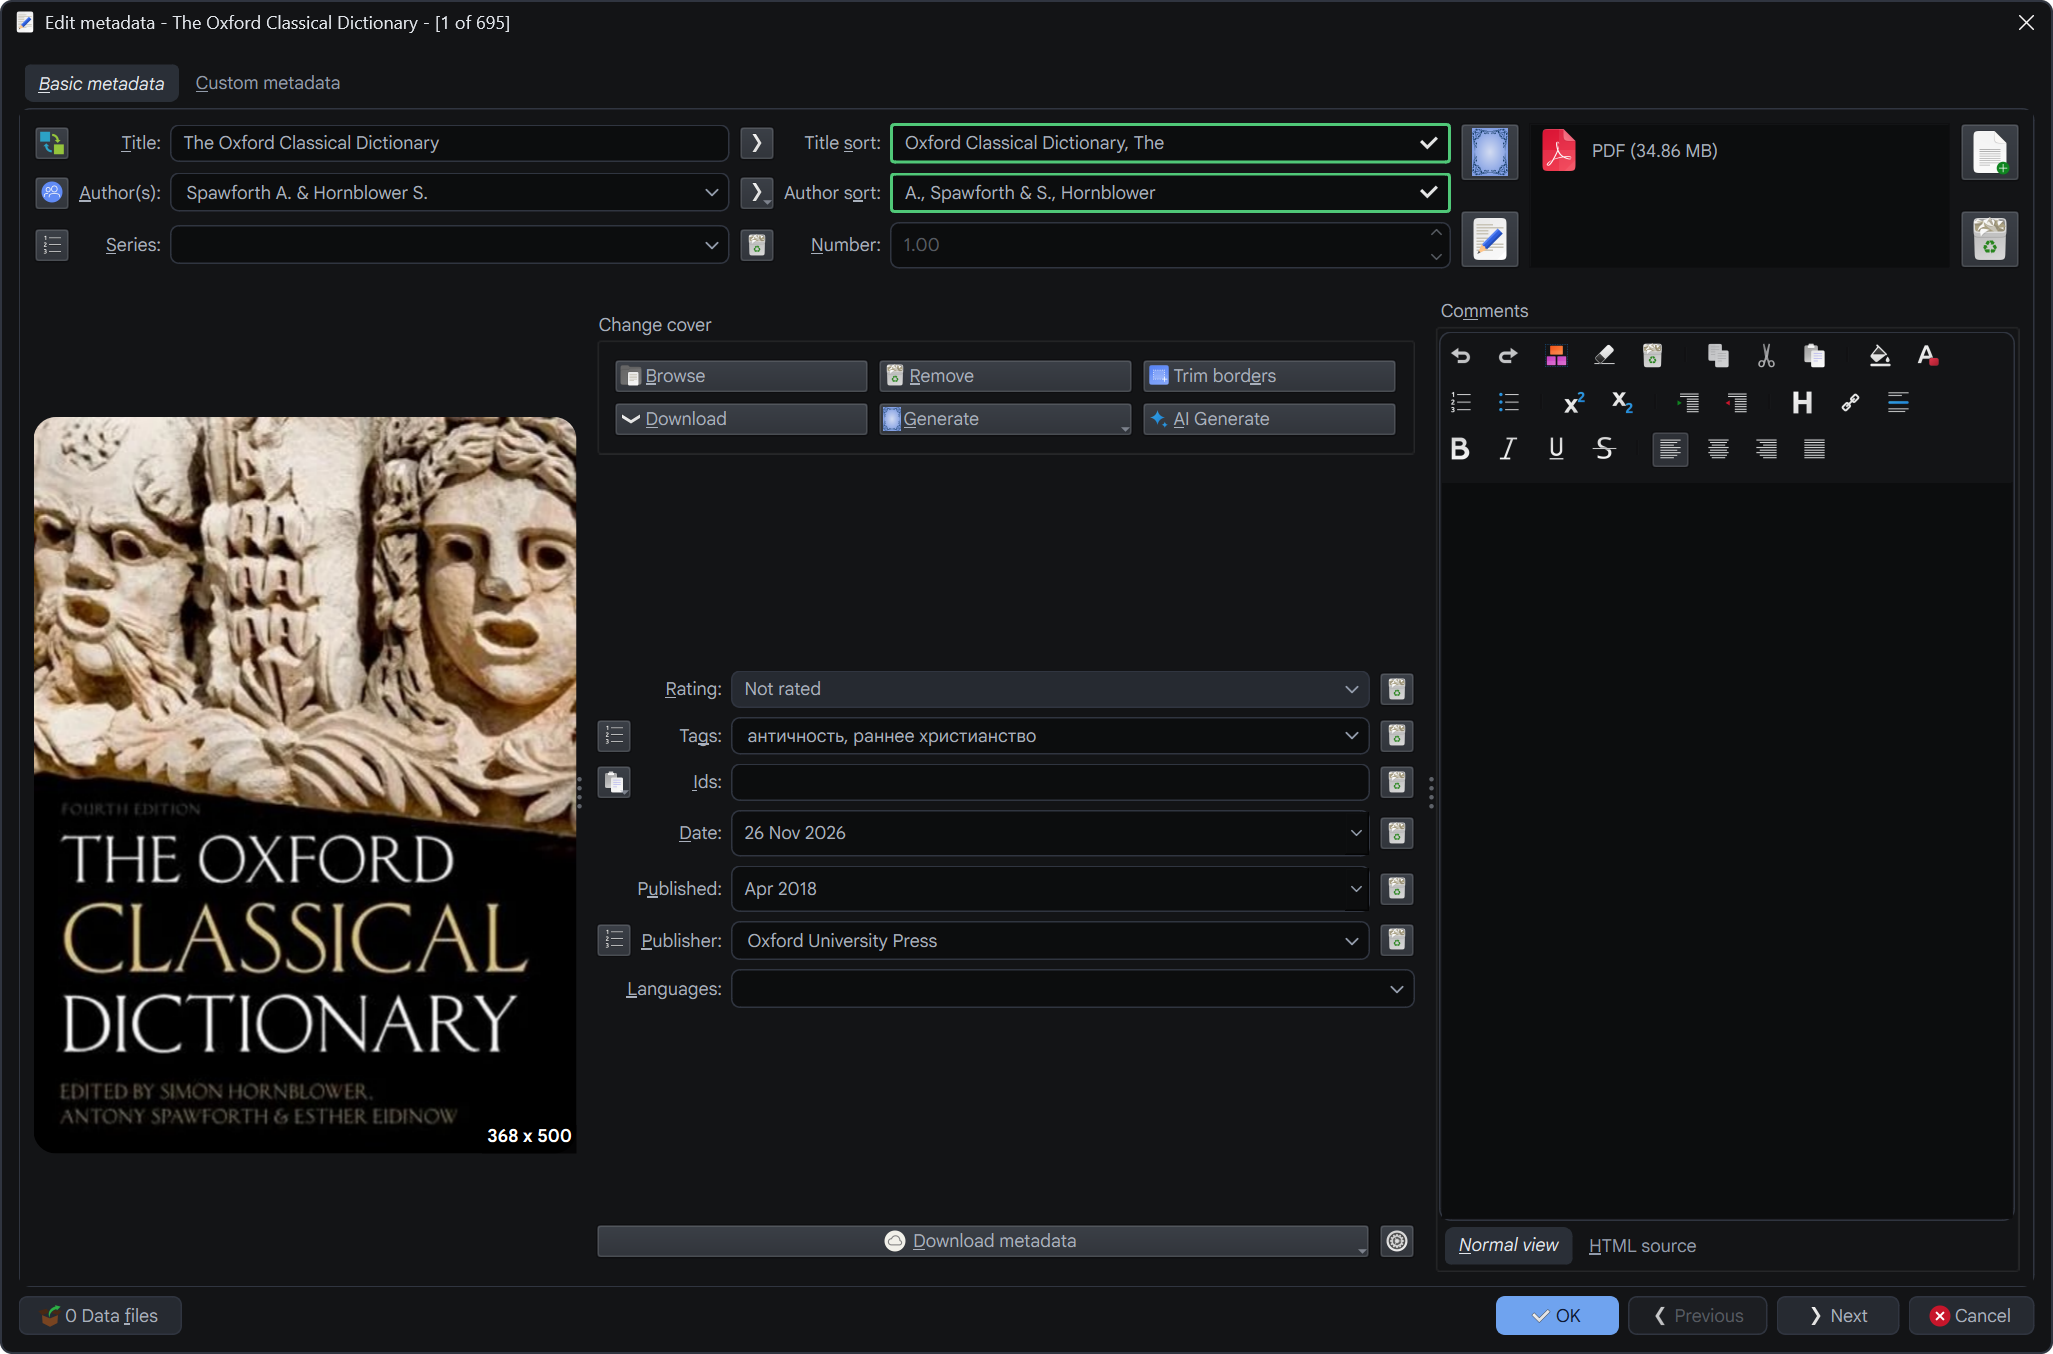 Edit metadata - The Oxford Classical Dictionary - [1 of 695]
Basic metadata
Custom metadata
Title:
The Oxford Classical Dictionary
Title sort:
Oxford Classical Dictionary, The
PDF (34.86 MB)
Author(s):
Spawforth A. & Hornblower S.
Author sort:
A., Spawforth & S., Hornblower
Series:
Number:
1.00
Change cover
Browse
Remove
Trim borders
Download
Generate
AI Generate
FOURTH EDITION
THE OXFORD
CLASSICAL
DICTIONARY
EDITED BY SIMON HORNBLOWER,
ANTONY SPAWFORTH & ESTHER EIDINOW
368 x 500
Rating:
Not rated
Tags:
античность, раннее христианство
Ids:
Date:
26 Nov 2026
Published:
Apr 2018
Publisher:
Oxford University Press
Languages:
Download metadata
Comments
Normal view
HTML source
0 Data files
OK
Previous
Next
Cancel